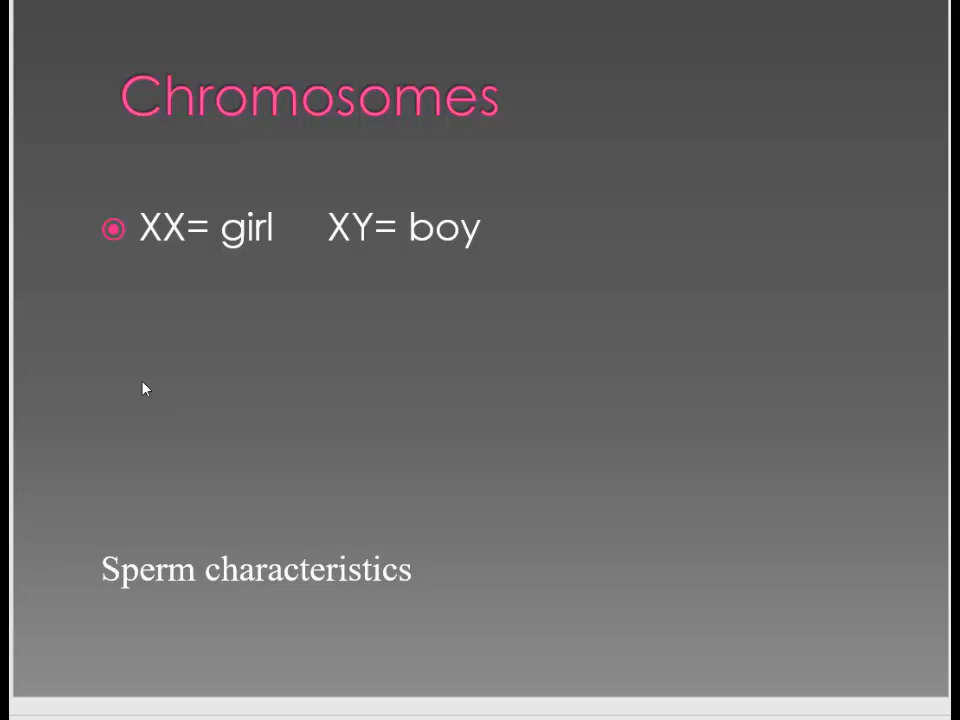 Chromosomes
XX= girl XY= boy
Sperm characteristics